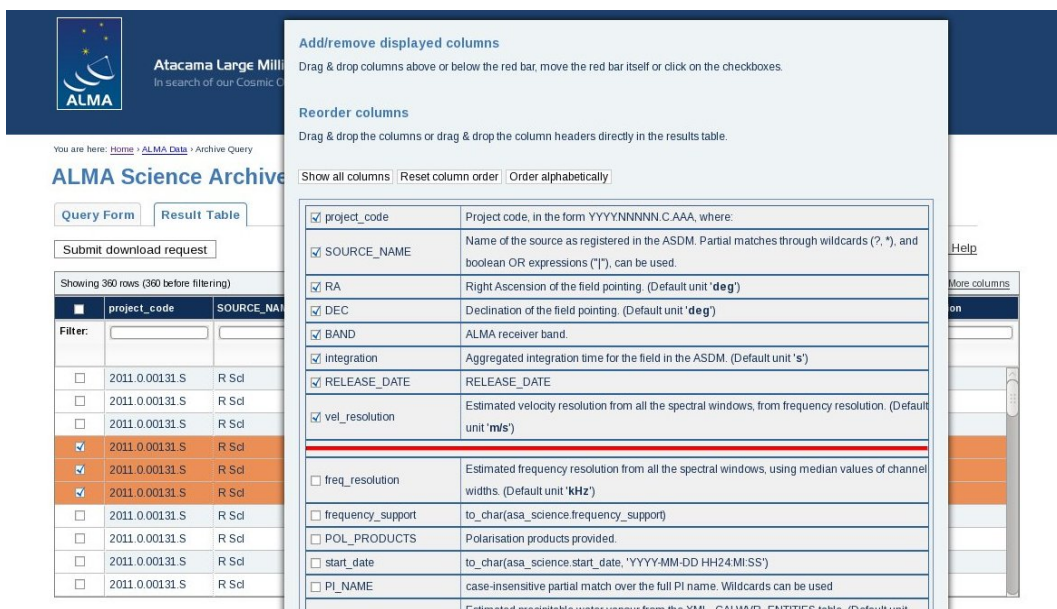 ALMA
Atacama Large Milli
In search of our Cosmic O
You are here: Home › ALMA Data › Archive Query
ALMA Science Archive
Query Form
Result Table
Submit download request
Help
Showing 360 rows (360 before filtering)
More columns
project_code
SOURCE_NAM
on
Filter:
2011.0.00131.S R Scl
2011.0.00131.S R Scl
2011.0.00131.S R Scl
2011.0.00131.S R Scl
2011.0.00131.S R Scl
2011.0.00131.S R Scl
2011.0.00131.S R Scl
2011.0.00131.S R Scl
2011.0.00131.S R Scl
2011.0.00131.S R Scl
Add/remove displayed columns
Drag & drop columns above or below the red bar, move the red bar itself or click on the checkboxes.
Reorder columns
Drag & drop the columns or drag & drop the column headers directly in the results table.
Show all columns Reset column order Order alphabetically
project_code Project code, in the form YYYY.NNNNN.C.AAA, where:
SOURCE_NAME Name of the source as registered in the ASDM. Partial matches through wildcards (?, *), and
boolean OR expressions ("|"), can be used.
RA Right Ascension of the field pointing. (Default unit 'deg')
DEC Declination of the field pointing. (Default unit 'deg')
BAND ALMA receiver band.
integration Aggregated integration time for the field in the ASDM. (Default unit 's')
RELEASE_DATE RELEASE_DATE
vel_resolution Estimated velocity resolution from all the spectral windows, from frequency resolution. (Default
unit 'm/s')
freq_resolution Estimated frequency resolution from all the spectral windows, using median values of channel
widths. (Default unit 'kHz')
frequency_support to_char(asa_science.frequency_support)
POL_PRODUCTS Polarisation products provided.
start_date to_char(asa_science.start_date, 'YYYY-MM-DD HH24:MI:SS')
PI_NAME case-insensitive partial match over the full PI name. Wildcards can be used
Estimated precipitable water vapour from the XML_CALWVR_ENTITIES table. (Default unit